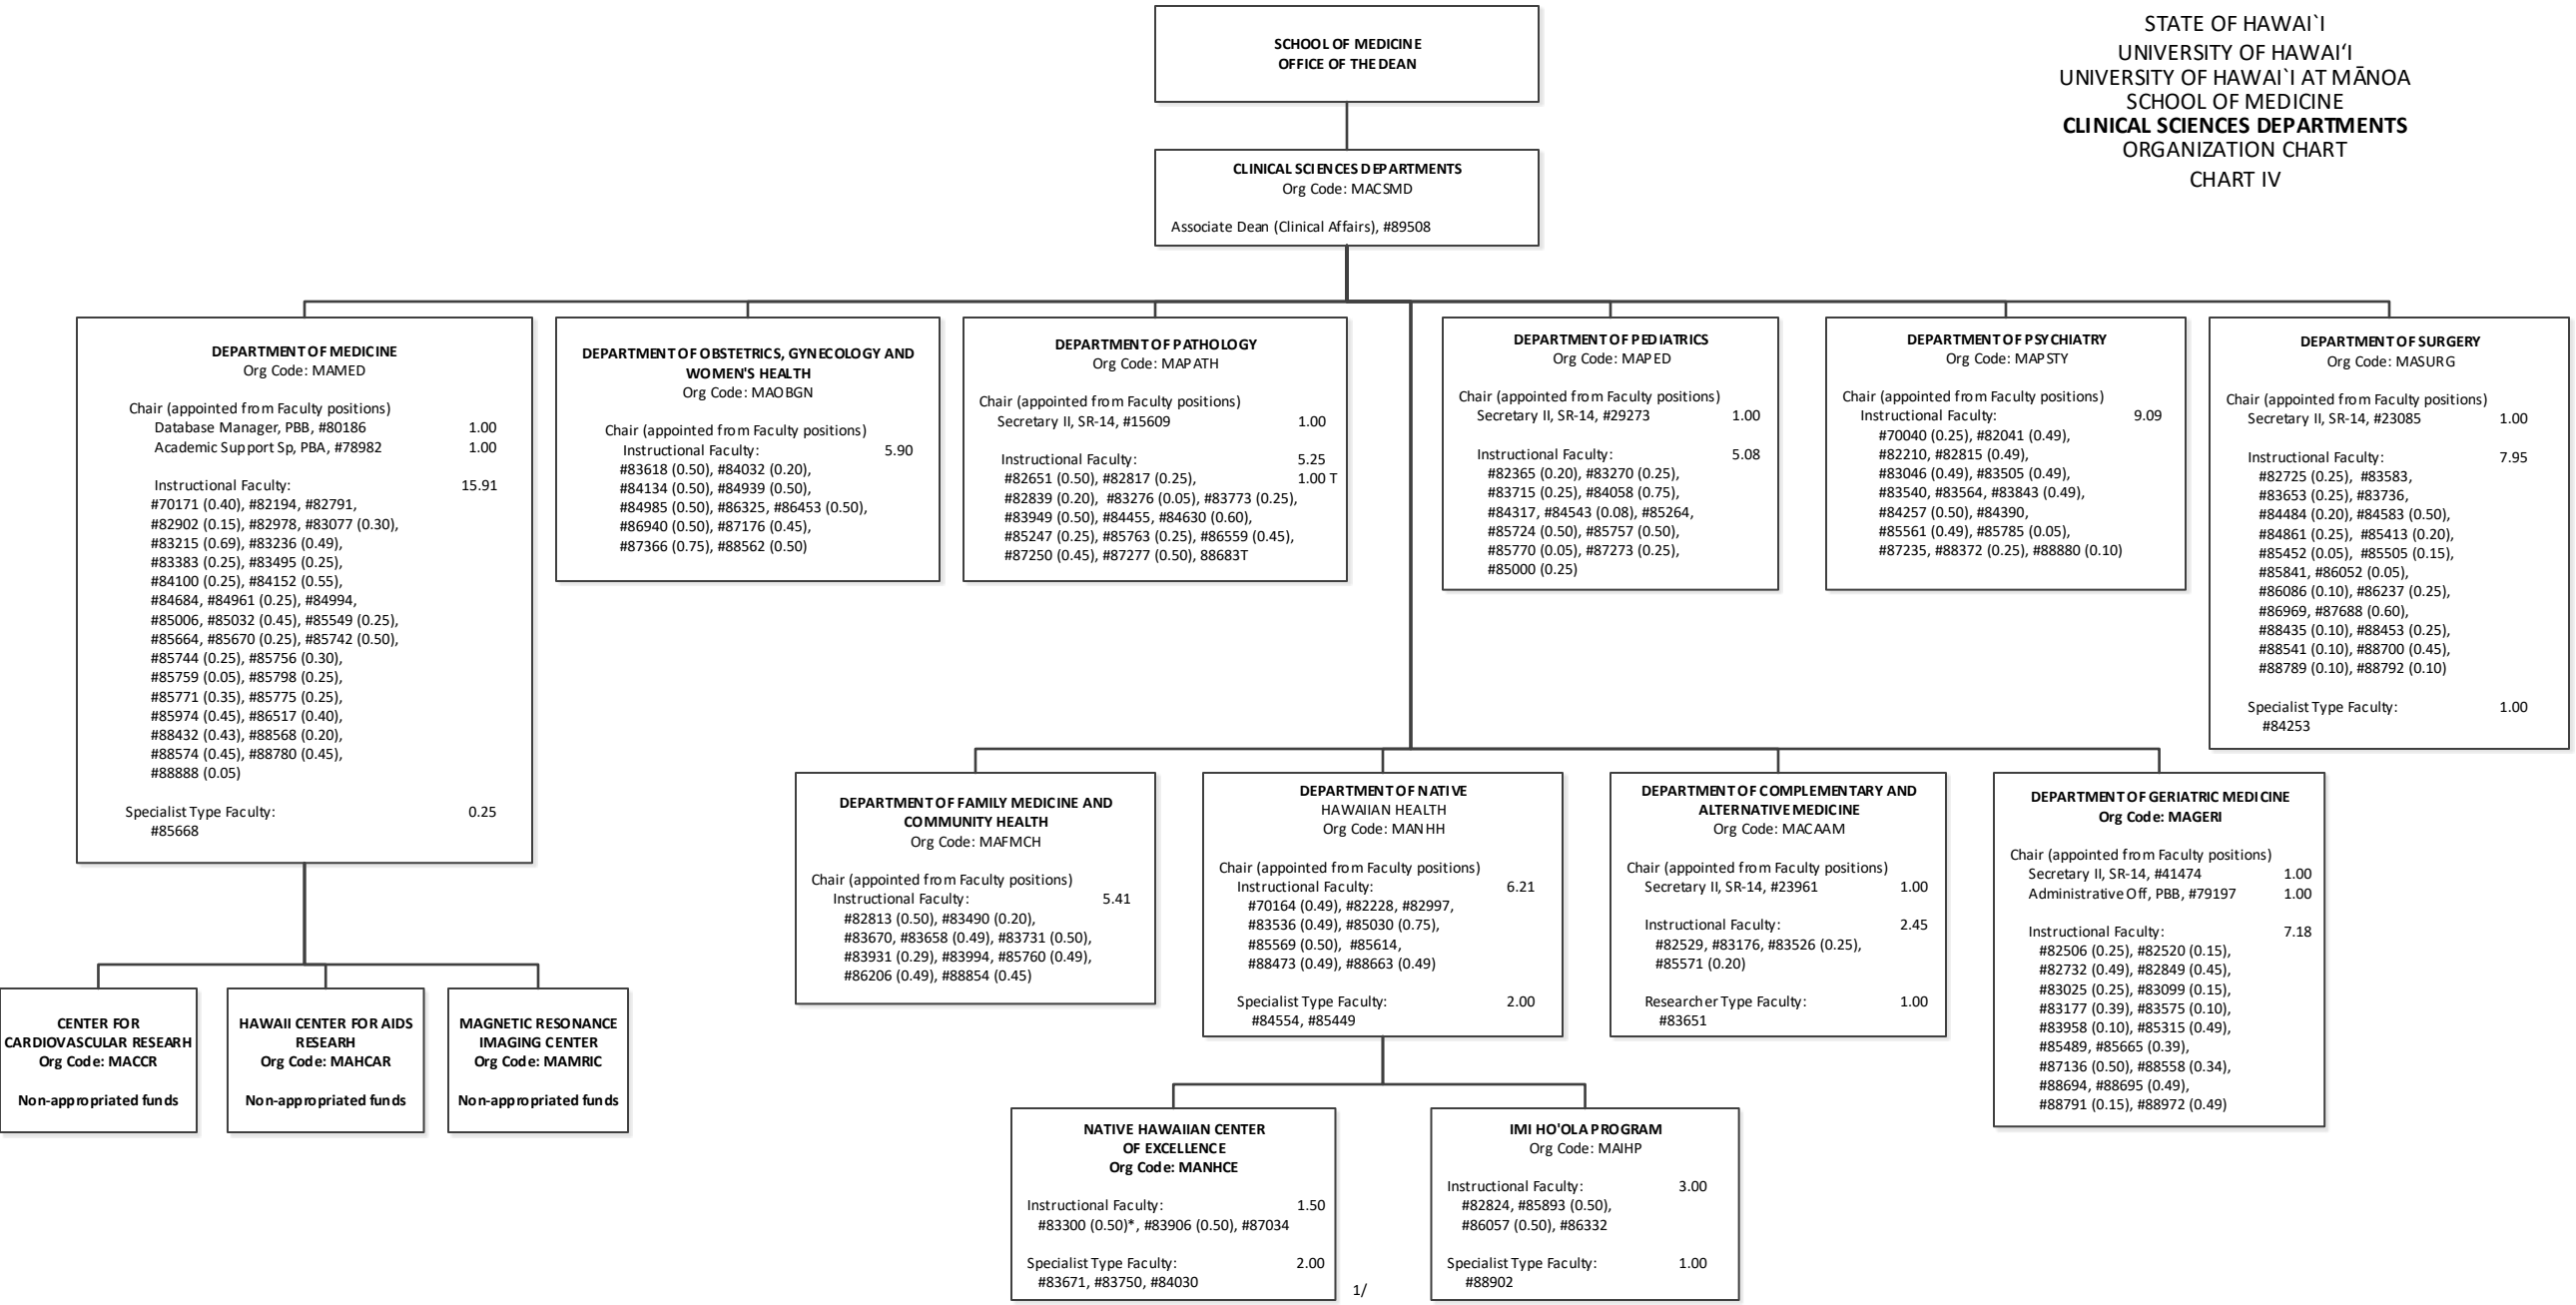 STATE OF HAWAI`I
UNIVERSITY OF HAWAI‘I
UNIVERSITY OF HAWAI`I AT MĀNOA
SCHOOL OF MEDICINE
CLINICAL SCIENCES DEPARTMENTS
ORGANIZATION CHART
CHART IV
SCHOOL OF MEDICINE
OFFICE OF THE DEAN
CLINICAL SCIENCES DEPARTMENTS
Org Code: MACSMD
Associate Dean (Clinical Affairs), #89508
DEPARTMENT OF MEDICINE
Org Code: MAMED
Chair (appointed from Faculty positions)
Database Manager, PBB, #80186 1.00
Academic Support Sp, PBA, #78982 1.00
Instructional Faculty: 15.91
#70171 (0.40), #82194, #82791,
#82902 (0.15), #82978, #83077 (0.30),
#83215 (0.69), #83236 (0.49),
#83383 (0.25), #83495 (0.25),
#84100 (0.25), #84152 (0.55),
#84684, #84961 (0.25), #84994,
#85006, #85032 (0.45), #85549 (0.25),
#85664, #85670 (0.25), #85742 (0.50),
#85744 (0.25), #85756 (0.30),
#85759 (0.05), #85798 (0.25),
#85771 (0.35), #85775 (0.25),
#85974 (0.45), #86517 (0.40),
#88432 (0.43), #88568 (0.20),
#88574 (0.45), #88780 (0.45),
#88888 (0.05)
Specialist Type Faculty: 0.25
#85668
DEPARTMENT OF OBSTETRICS, GYNECOLOGY AND
WOMEN'S HEALTH
Org Code: MAOBGN
Chair (appointed from Faculty positions)
Instructional Faculty: 5.90
#83618 (0.50), #84032 (0.20),
#84134 (0.50), #84939 (0.50),
#84985 (0.50), #86325, #86453 (0.50),
#86940 (0.50), #87176 (0.45),
#87366 (0.75), #88562 (0.50)
DEPARTMENT OF PATHOLOGY
Org Code: MAPATH
Chair (appointed from Faculty positions)
Secretary II, SR-14, #15609 1.00
Instructional Faculty: 5.25
#82651 (0.50), #82817 (0.25), 1.00 T
#82839 (0.20), #83276 (0.05), #83773 (0.25),
#83949 (0.50), #84455, #84630 (0.60),
#85247 (0.25), #85763 (0.25), #86559 (0.45),
#87250 (0.45), #87277 (0.50), 88683T
DEPARTMENT OF PEDIATRICS
Org Code: MAPED
Chair (appointed from Faculty positions)
Secretary II, SR-14, #29273 1.00
Instructional Faculty: 5.08
#82365 (0.20), #83270 (0.25),
#83715 (0.25), #84058 (0.75),
#84317, #84543 (0.08), #85264,
#85724 (0.50), #85757 (0.50),
#85770 (0.05), #87273 (0.25),
#85000 (0.25)
DEPARTMENT OF PSYCHIATRY
Org Code: MAPSTY
Chair (appointed from Faculty positions)
Instructional Faculty: 9.09
#70040 (0.25), #82041 (0.49),
#82210, #82815 (0.49),
#83046 (0.49), #83505 (0.49),
#83540, #83564, #83843 (0.49),
#84257 (0.50), #84390,
#85561 (0.49), #85785 (0.05),
#87235, #88372 (0.25), #88880 (0.10)
DEPARTMENT OF SURGERY
Org Code: MASURG
Chair (appointed from Faculty positions)
Secretary II, SR-14, #23085 1.00
Instructional Faculty: 7.95
#82725 (0.25), #83583,
#83653 (0.25), #83736,
#84484 (0.20), #84583 (0.50),
#84861 (0.25), #85413 (0.20),
#85452 (0.05), #85505 (0.15),
#85841, #86052 (0.05),
#86086 (0.10), #86237 (0.25),
#86969, #87688 (0.60),
#88435 (0.10), #88453 (0.25),
#88541 (0.10), #88700 (0.45),
#88789 (0.10), #88792 (0.10)
Specialist Type Faculty: 1.00
#84253
DEPARTMENT OF FAMILY MEDICINE AND
COMMUNITY HEALTH
Org Code: MAFMCH
Chair (appointed from Faculty positions)
Instructional Faculty: 5.41
#82813 (0.50), #83490 (0.20),
#83670, #83658 (0.49), #83731 (0.50),
#83931 (0.29), #83994, #85760 (0.49),
#86206 (0.49), #88854 (0.45)
DEPARTMENT OF NATIVE
HAWAIIAN HEALTH
Org Code: MANHH
Chair (appointed from Faculty positions)
Instructional Faculty: 6.21
#70164 (0.49), #82228, #82997,
#83536 (0.49), #85030 (0.75),
#85569 (0.50), #85614,
#88473 (0.49), #88663 (0.49)
Specialist Type Faculty: 2.00
#84554, #85449
DEPARTMENT OF COMPLEMENTARY AND
ALTERNATIVE MEDICINE
Org Code: MACAAM
Chair (appointed from Faculty positions)
Secretary II, SR-14, #23961 1.00
Instructional Faculty: 2.45
#82529, #83176, #83526 (0.25),
#85571 (0.20)
Researcher Type Faculty: 1.00
#83651
DEPARTMENT OF GERIATRIC MEDICINE
Org Code: MAGERI
Chair (appointed from Faculty positions)
Secretary II, SR-14, #41474 1.00
Administrative Off, PBB, #79197 1.00
Instructional Faculty: 7.18
#82506 (0.25), #82520 (0.15),
#82732 (0.49), #82849 (0.45),
#83025 (0.25), #83099 (0.15),
#83177 (0.39), #83575 (0.10),
#83958 (0.10), #85315 (0.49),
#85489, #85665 (0.39),
#87136 (0.50), #88558 (0.34),
#88694, #88695 (0.49),
#88791 (0.15), #88972 (0.49)
CENTER FOR
CARDIOVASCULAR RESEARH
Org Code: MACCR
Non-appropriated funds
HAWAII CENTER FOR AIDS
RESEARH
Org Code: MAHCAR
Non-appropriated funds
MAGNETIC RESONANCE
IMAGING CENTER
Org Code: MAMRIC
Non-appropriated funds
NATIVE HAWAIIAN CENTER
OF EXCELLENCE
Org Code: MANHCE
Instructional Faculty: 1.50
#83300 (0.50)*, #83906 (0.50), #87034
Specialist Type Faculty: 2.00
#83671, #83750, #84030
1/
IMI HO'OLA PROGRAM
Org Code: MAIHP
Instructional Faculty: 3.00
#82824, #85893 (0.50),
#86057 (0.50), #86332
Specialist Type Faculty: 1.00
#88902